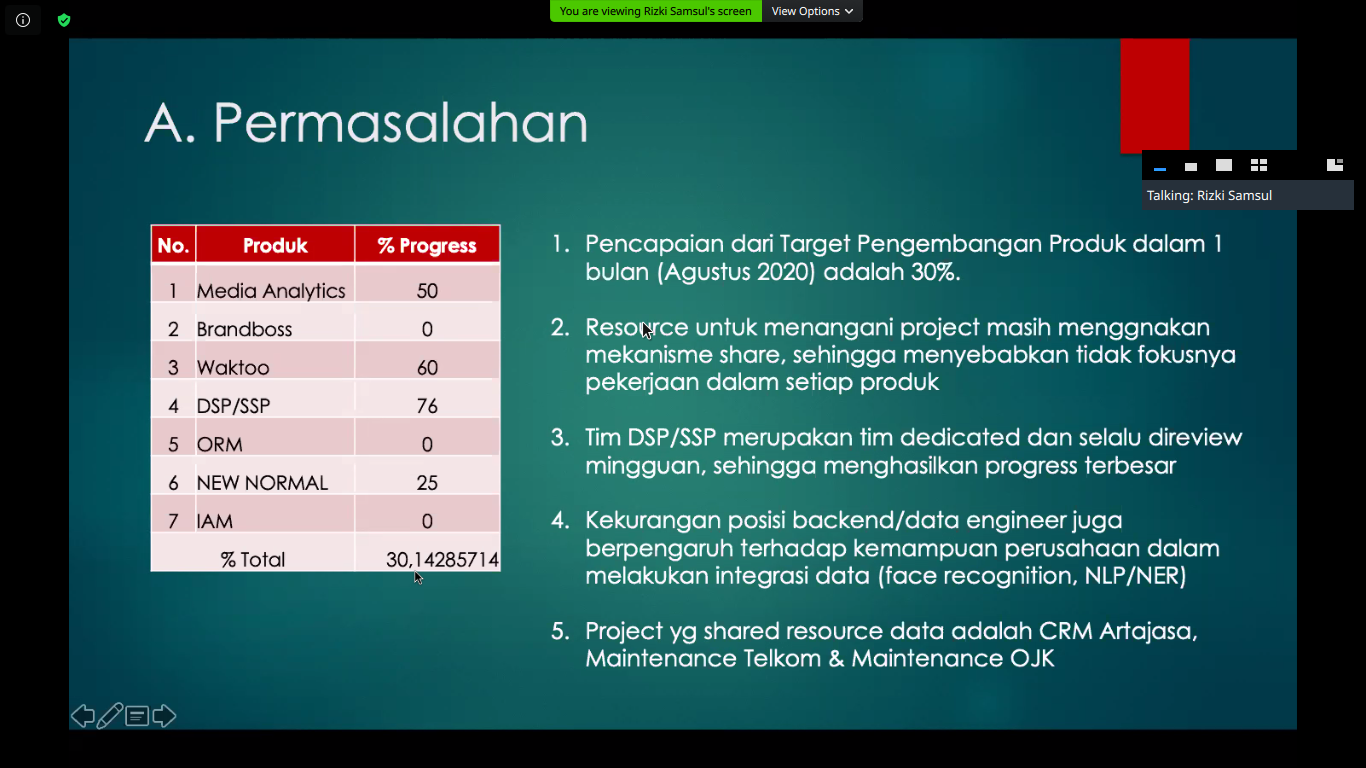 You are viewing Rizki Samsul's screen
View Options
A. Permasalahan
Talking: Rizki Samsul
No. Produk % Progress
1 Media Analytics 50
2 Brandboss 0
3 Waktoo 60
4 DSP/SSP 76
5 ORM 0
6 NEW NORMAL 25
7 IAM 0
% Total 30,14285714
1. Pencapaian dari Target Pengembangan Produk dalam 1
bulan (Agustus 2020) adalah 30%.
2. Resource untuk menangani project masih menggnakan
mekanisme share, sehingga menyebabkan tidak fokusnya
pekerjaan dalam setiap produk
3. Tim DSP/SSP merupakan tim dedicated dan selalu direview
mingguan, sehingga menghasilkan progress terbesar
4. Kekurangan posisi backend/data engineer juga
berpengaruh terhadap kemampuan perusahaan dalam
melakukan integrasi data (face recognition, NLP/NER)
5. Project yg shared resource data adalah CRM Artajasa,
Maintenance Telkom & Maintenance OJK